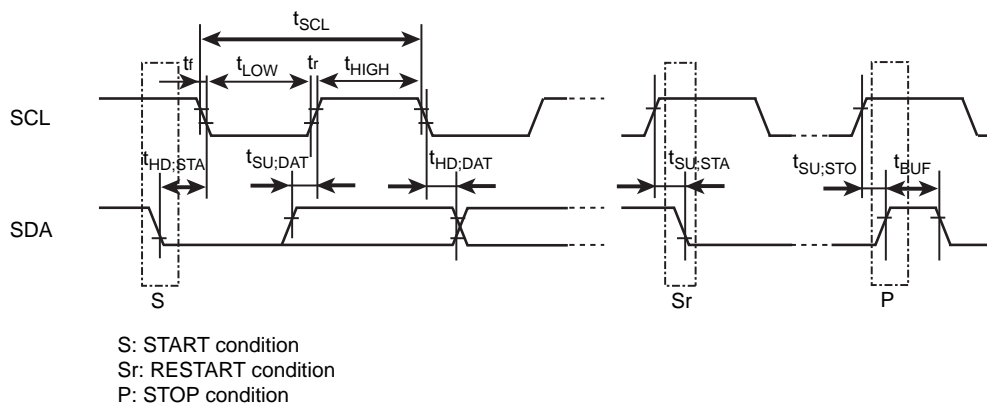 tSCL
tf tLOW tr tHIGH
SCL
tHD;STA tSU;DAT tHD;DAT tSU;STA tSU;STO tBUF
SDA
S Sr P
S: START condition
Sr: RESTART condition
P: STOP condition